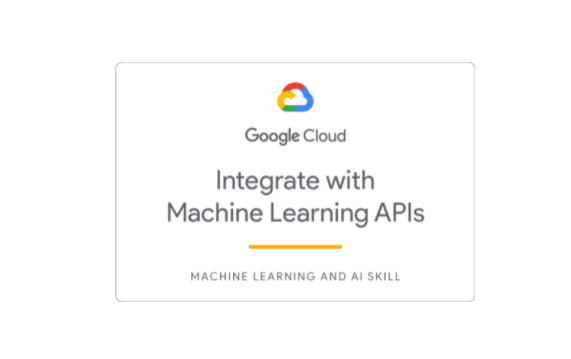 Google Cloud
Integrate with
Machine Learning APIs
MACHINE LEARNING AND AI SKILL